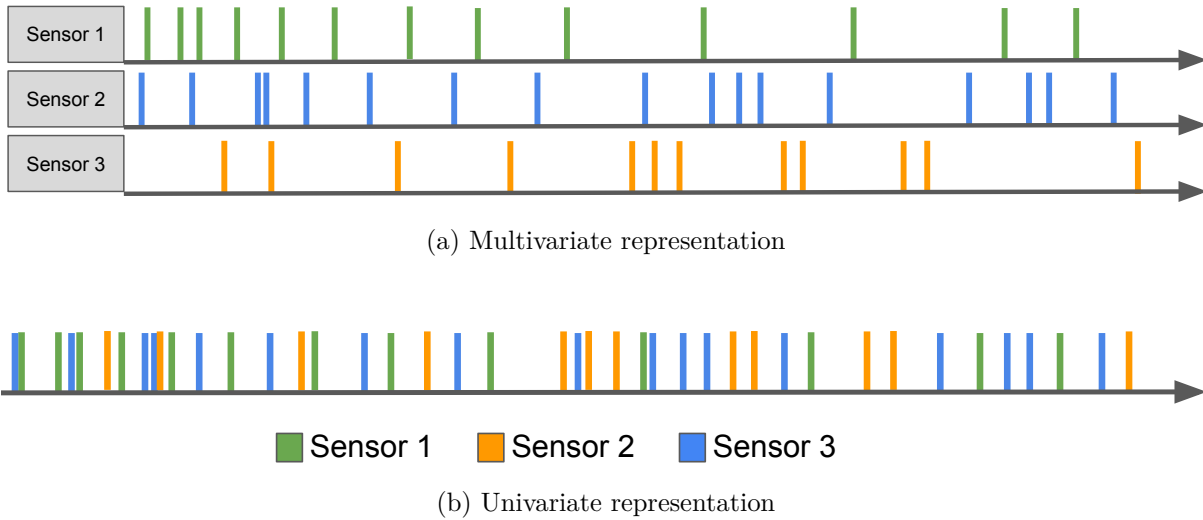 Sensor 1
Sensor 2
Sensor 3
(a) Multivariate representation
Sensor 1 Sensor 2 Sensor 3
(b) Univariate representation